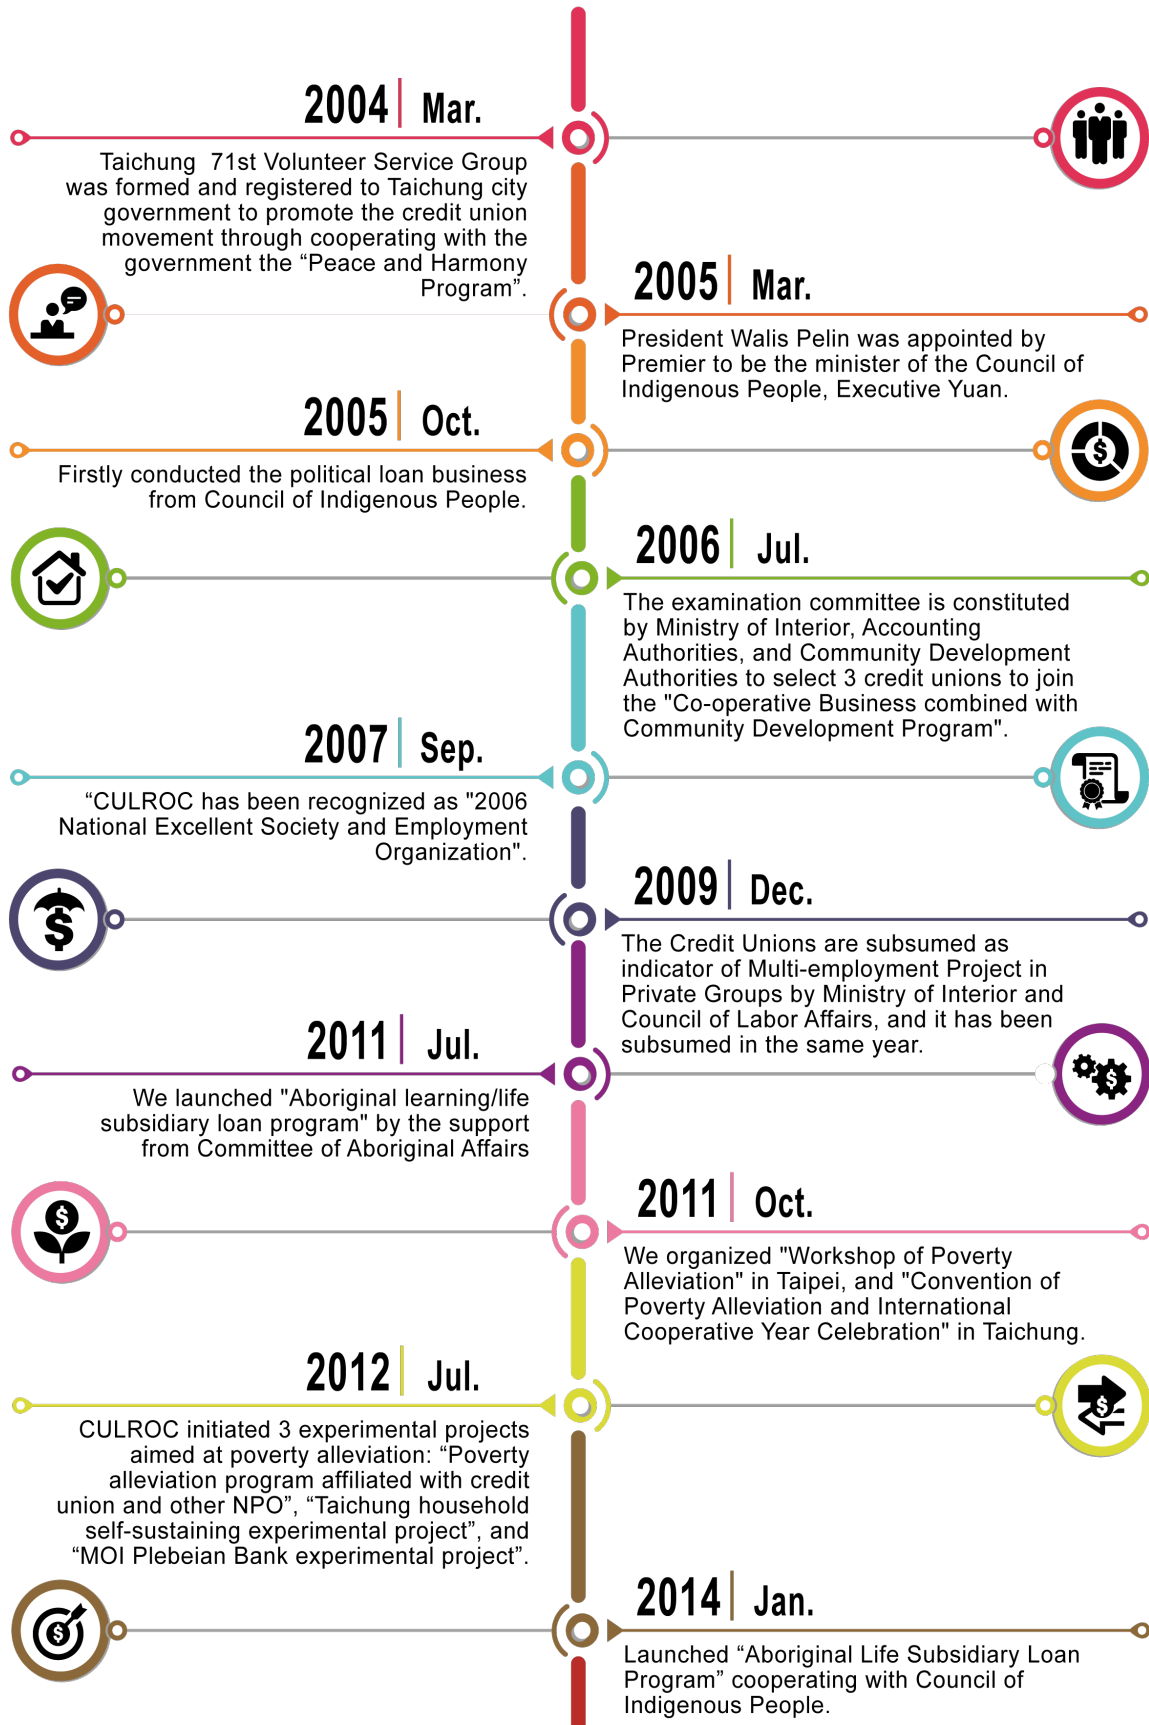 2004 Mar.
Taichung 71st Volunteer Service Group
was formed and registered to Taichung city
government to promote the credit union
movement through cooperating with the
government the “Peace and Harmony
Program”.
2005 Mar.
President Walis Pelin was appointed by
Premier to be the minister of the Council of
Indigenous People, Executive Yuan.
2005 Oct.
Firstly conducted the political loan business
from Council of Indigenous People.
2006 Jul.
The examination committee is constituted
by Ministry of Interior, Accounting
Authorities, and Community Development
Authorities to select 3 credit unions to join
the "Co-operative Business combined with
Community Development Program".
2007 Sep.
“CULROC has been recognized as "2006
National Excellent Society and Employment
Organization".
2009 Dec.
The Credit Unions are subsumed as
indicator of Multi-employment Project in
Private Groups by Ministry of Interior and
Council of Labor Affairs, and it has been
subsumed in the same year.
2011 Jul.
We launched "Aboriginal learning/life
subsidiary loan program" by the support
from Committee of Aboriginal Affairs
2011 Oct.
We organized "Workshop of Poverty
Alleviation" in Taipei, and "Convention of
Poverty Alleviation and International
Cooperative Year Celebration" in Taichung.
2012 Jul.
CULROC initiated 3 experimental projects
aimed at poverty alleviation: “Poverty
alleviation program affiliated with credit
union and other NPO”, “Taichung household
self-sustaining experimental project”, and
“MOI Plebeian Bank experimental project”.
2014 Jan.
Launched “Aboriginal Life Subsidiary Loan
Program” cooperating with Council of
Indigenous People.